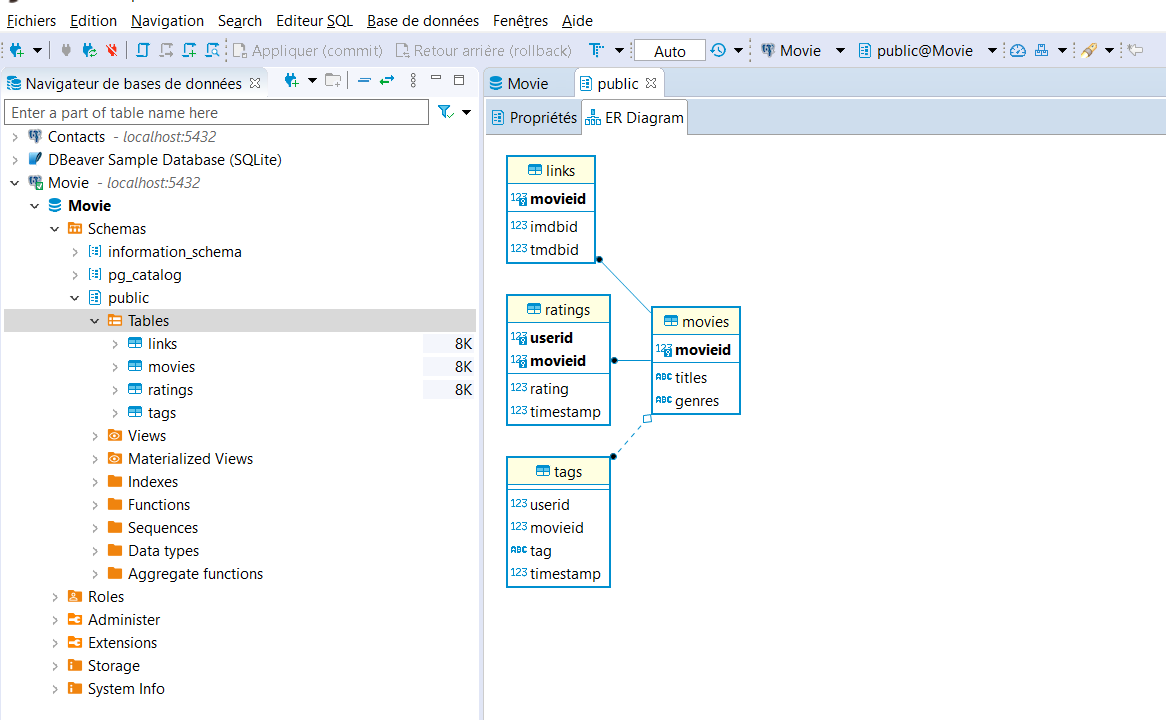 Fichiers Edition Navigation Search Editeur SQL Base de données Fenêtres Aide
Appliquer (commit) Retour arriére (rollback) Auto Movie public@Movie
Navigateur de bases de données
Enter a part of table name here
Contacts - localhost:5432
DBeaver Sample Database (SQLite)
Movie - localhost:5432
Movie
Schemas
information_schema
pg_catalog
public
Tables
links 8K
movies 8K
ratings 8K
tags
Views
Materialized Views
Indexes
Functions
Sequences
Data types
Aggregate functions
Roles
Administer
Extensions
Storage
System Info
Movie public
Propriétés ER Diagram
links
123 movieid
123 imdbid
123 tmdbid
ratings
123 userid
123 movieid
123 rating
123 timestamp
movies
123 movieid
ABC titles
ABC genres
tags
123 userid
123 movieid
ABC tag
123 timestamp